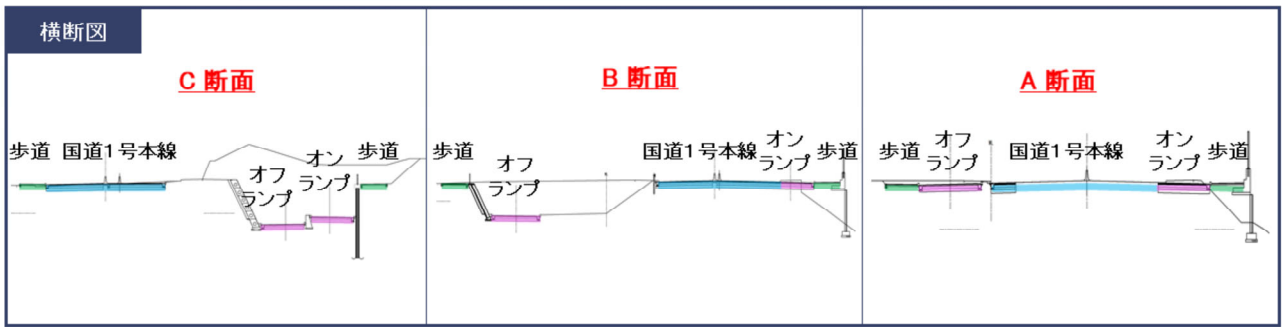 横断図
C 断面
歩道 国道1号本線
オフ
ランプ
オン
ランプ
歩道
B 断面
歩道
オフ
ランプ
国道1号本線
オン
ランプ
歩道
A 断面
歩道
オフ
ランプ
国道1号本線
オン
ランプ
歩道